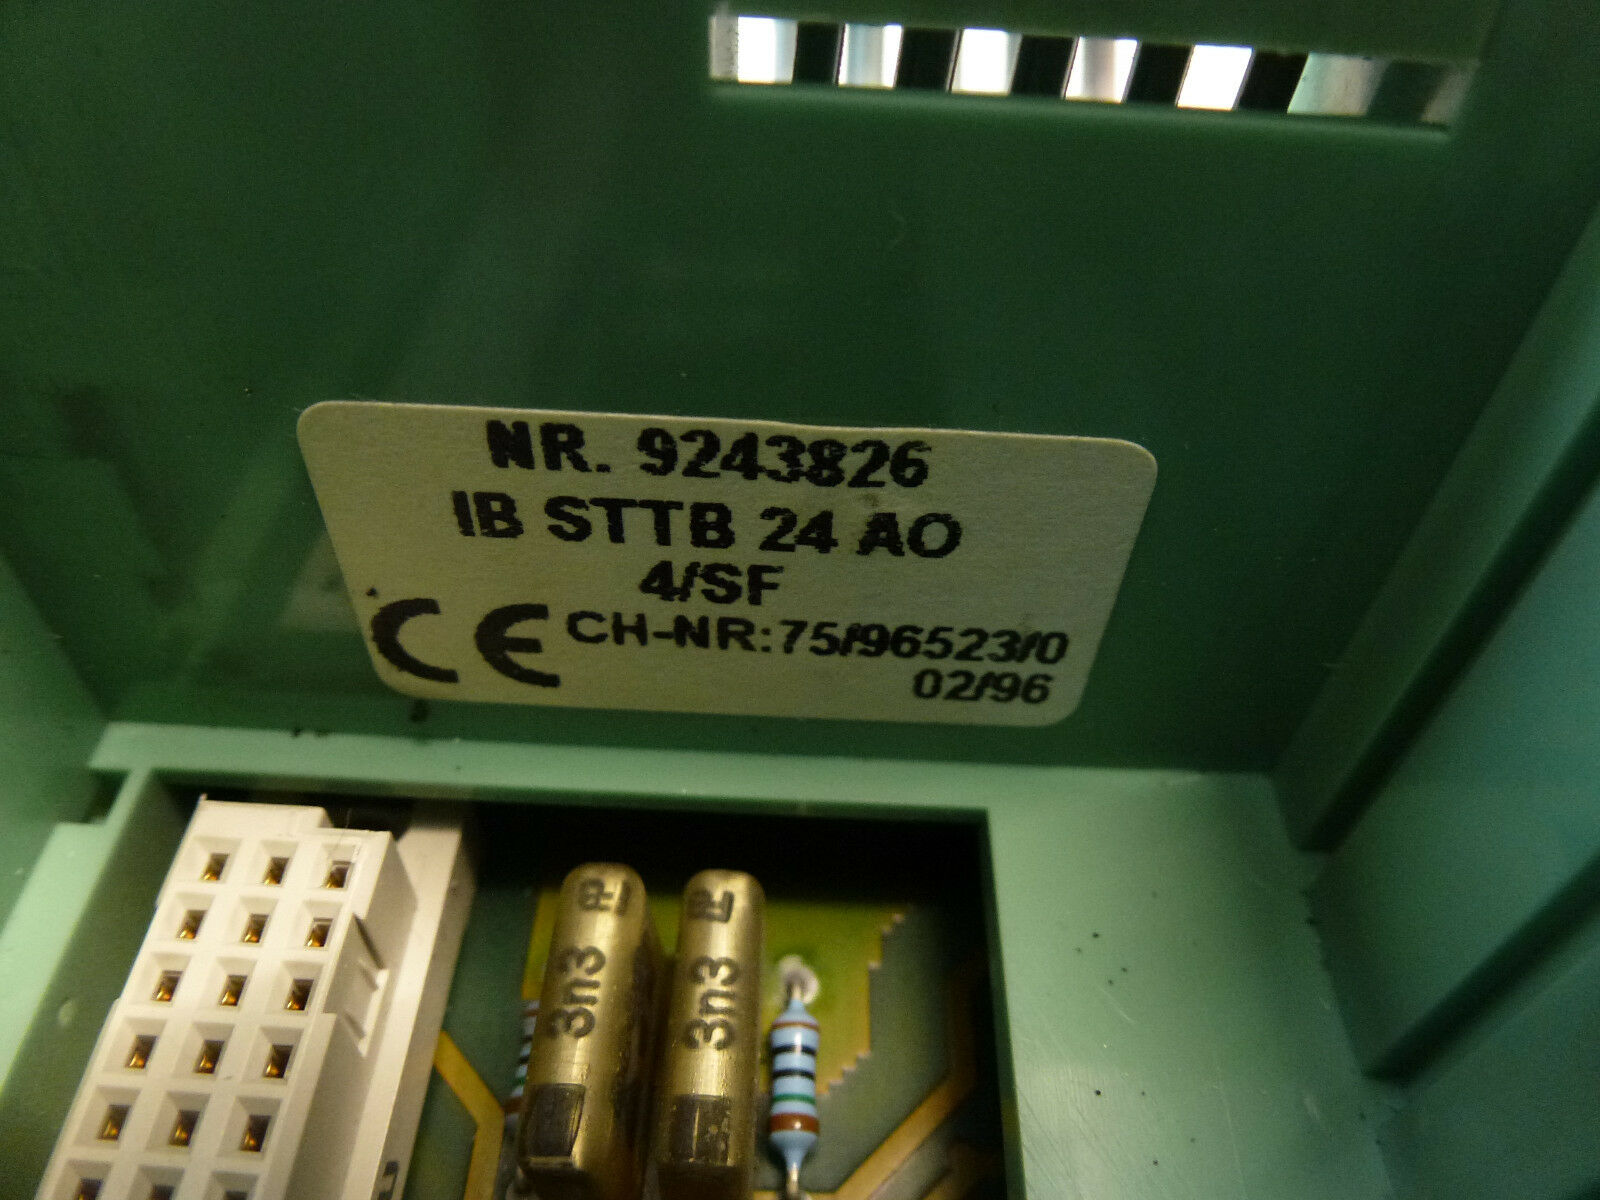 NR. 9243826
IB STTB 24 AO
4/SF
CE CH-NR:75/96523/0
02/96
3n3
3n3